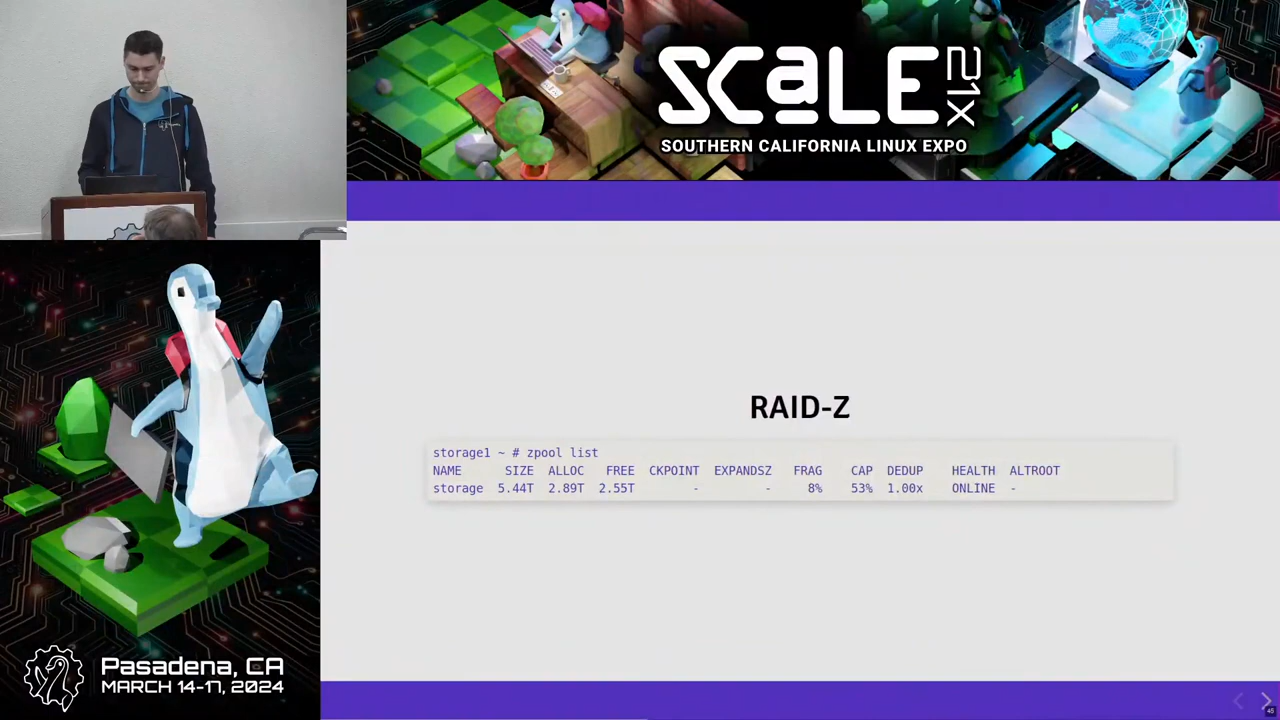 SCALE 21X
SOUTHERN CALIFORNIA LINUX EXPO
RAID-Z
storage1 ~ # zpool list
NAME SIZE ALLOC FREE CKPOINT EXPANDSZ FRAG CAP DEDUP HEALTH ALTROOT
storage 5.44T 2.89T 2.55T - - 8% 53% 1.00x ONLINE -
Pasadena, CA
MARCH 14-17, 2024